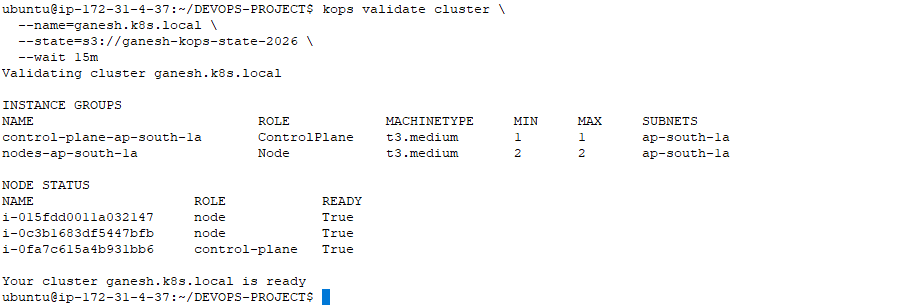 ubuntu@ip-172-31-4-37:~/DEVOPS-PROJECT$ kops validate cluster \
  --name=ganesh.k8s.local \
  --state=s3://ganesh-kops-state-2026 \
  --wait 15m
Validating cluster ganesh.k8s.local

INSTANCE GROUPS
NAME                            ROLE            MACHINETYPE     MIN     MAX     SUBNETS
control-plane-ap-south-1a       ControlPlane    t3.medium       1       1       ap-south-1a
nodes-ap-south-1a               Node            t3.medium       2       2       ap-south-1a

NODE STATUS
NAME                    ROLE            READY
i-015fdd0011a032147     node            True
i-0c3b1683df5447bfb     node            True
i-0fa7c615a4b931bb6     control-plane   True

Your cluster ganesh.k8s.local is ready
ubuntu@ip-172-31-4-37:~/DEVOPS-PROJECT$